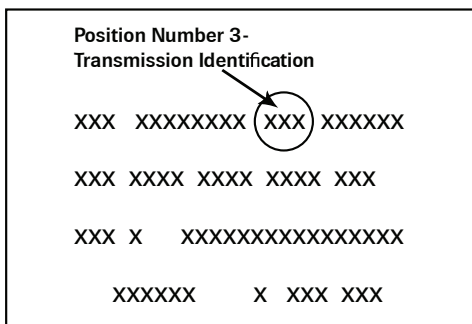 Position Number 3-
Transmission Identification
XXX XXXXXXXX XXX XXXXXX
XXX XXXX XXXX XXXX XXX
XXX X XXXXXXXXXXXXXXXX
XXXXXX X XXX XXX